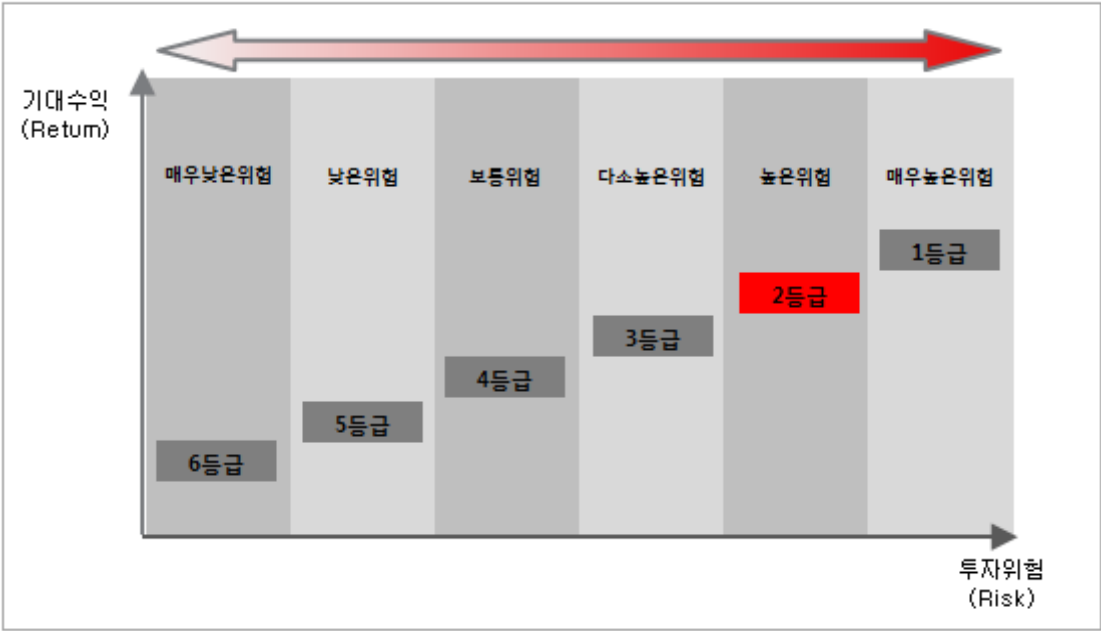 기대수익
(Retum)
매우낮은위험
낮은위험
보통위험
다소높은위험
높은위험
매우높은위험
1등급
2등급
3등급
4등급
5등급
6등급
투자위험
(Risk)